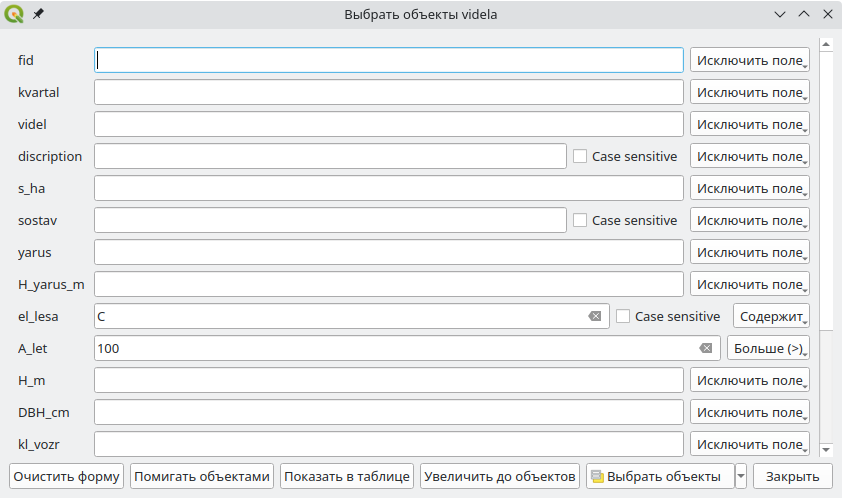 Выбрать объекты videla
fid Исключить поле
kvartal Исключить поле
videl Исключить поле
discription Case sensitive Исключить поле
s_ha Исключить поле
sostav Case sensitive Исключить поле
yarus Исключить поле
H_yarus_m Исключить поле
el_lesa С Case sensitive Содержит
A_let 100 Больше (>)
H_m Исключить поле
DBH_cm Исключить поле
kl_vozr Исключить поле
Очистить форму Помигать объектами Показать в таблице Увеличить до объектов Выбрать объекты Закрыть